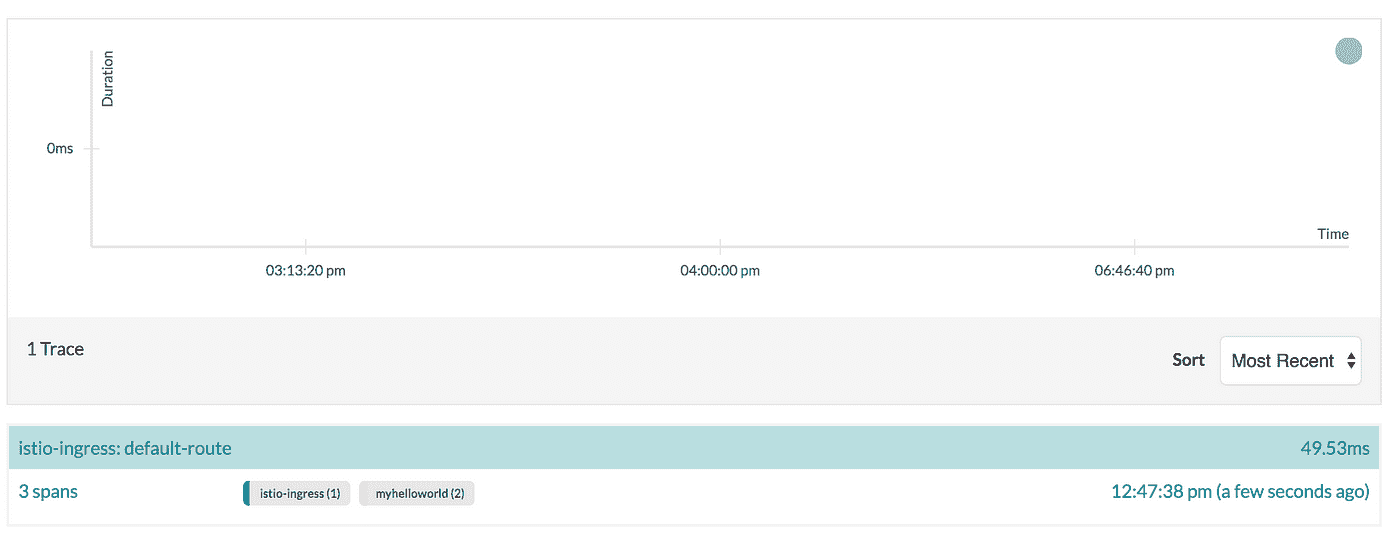 Duration
0ms
Time
03:13:20 pm 04:00:00 pm 06:46:40 pm
1 Trace
Sort Most Recent
istio-ingress: default-route 49.53ms
3 spans istio-ingress (1) myhelloworld (2) 12:47:38 pm (a few seconds ago)